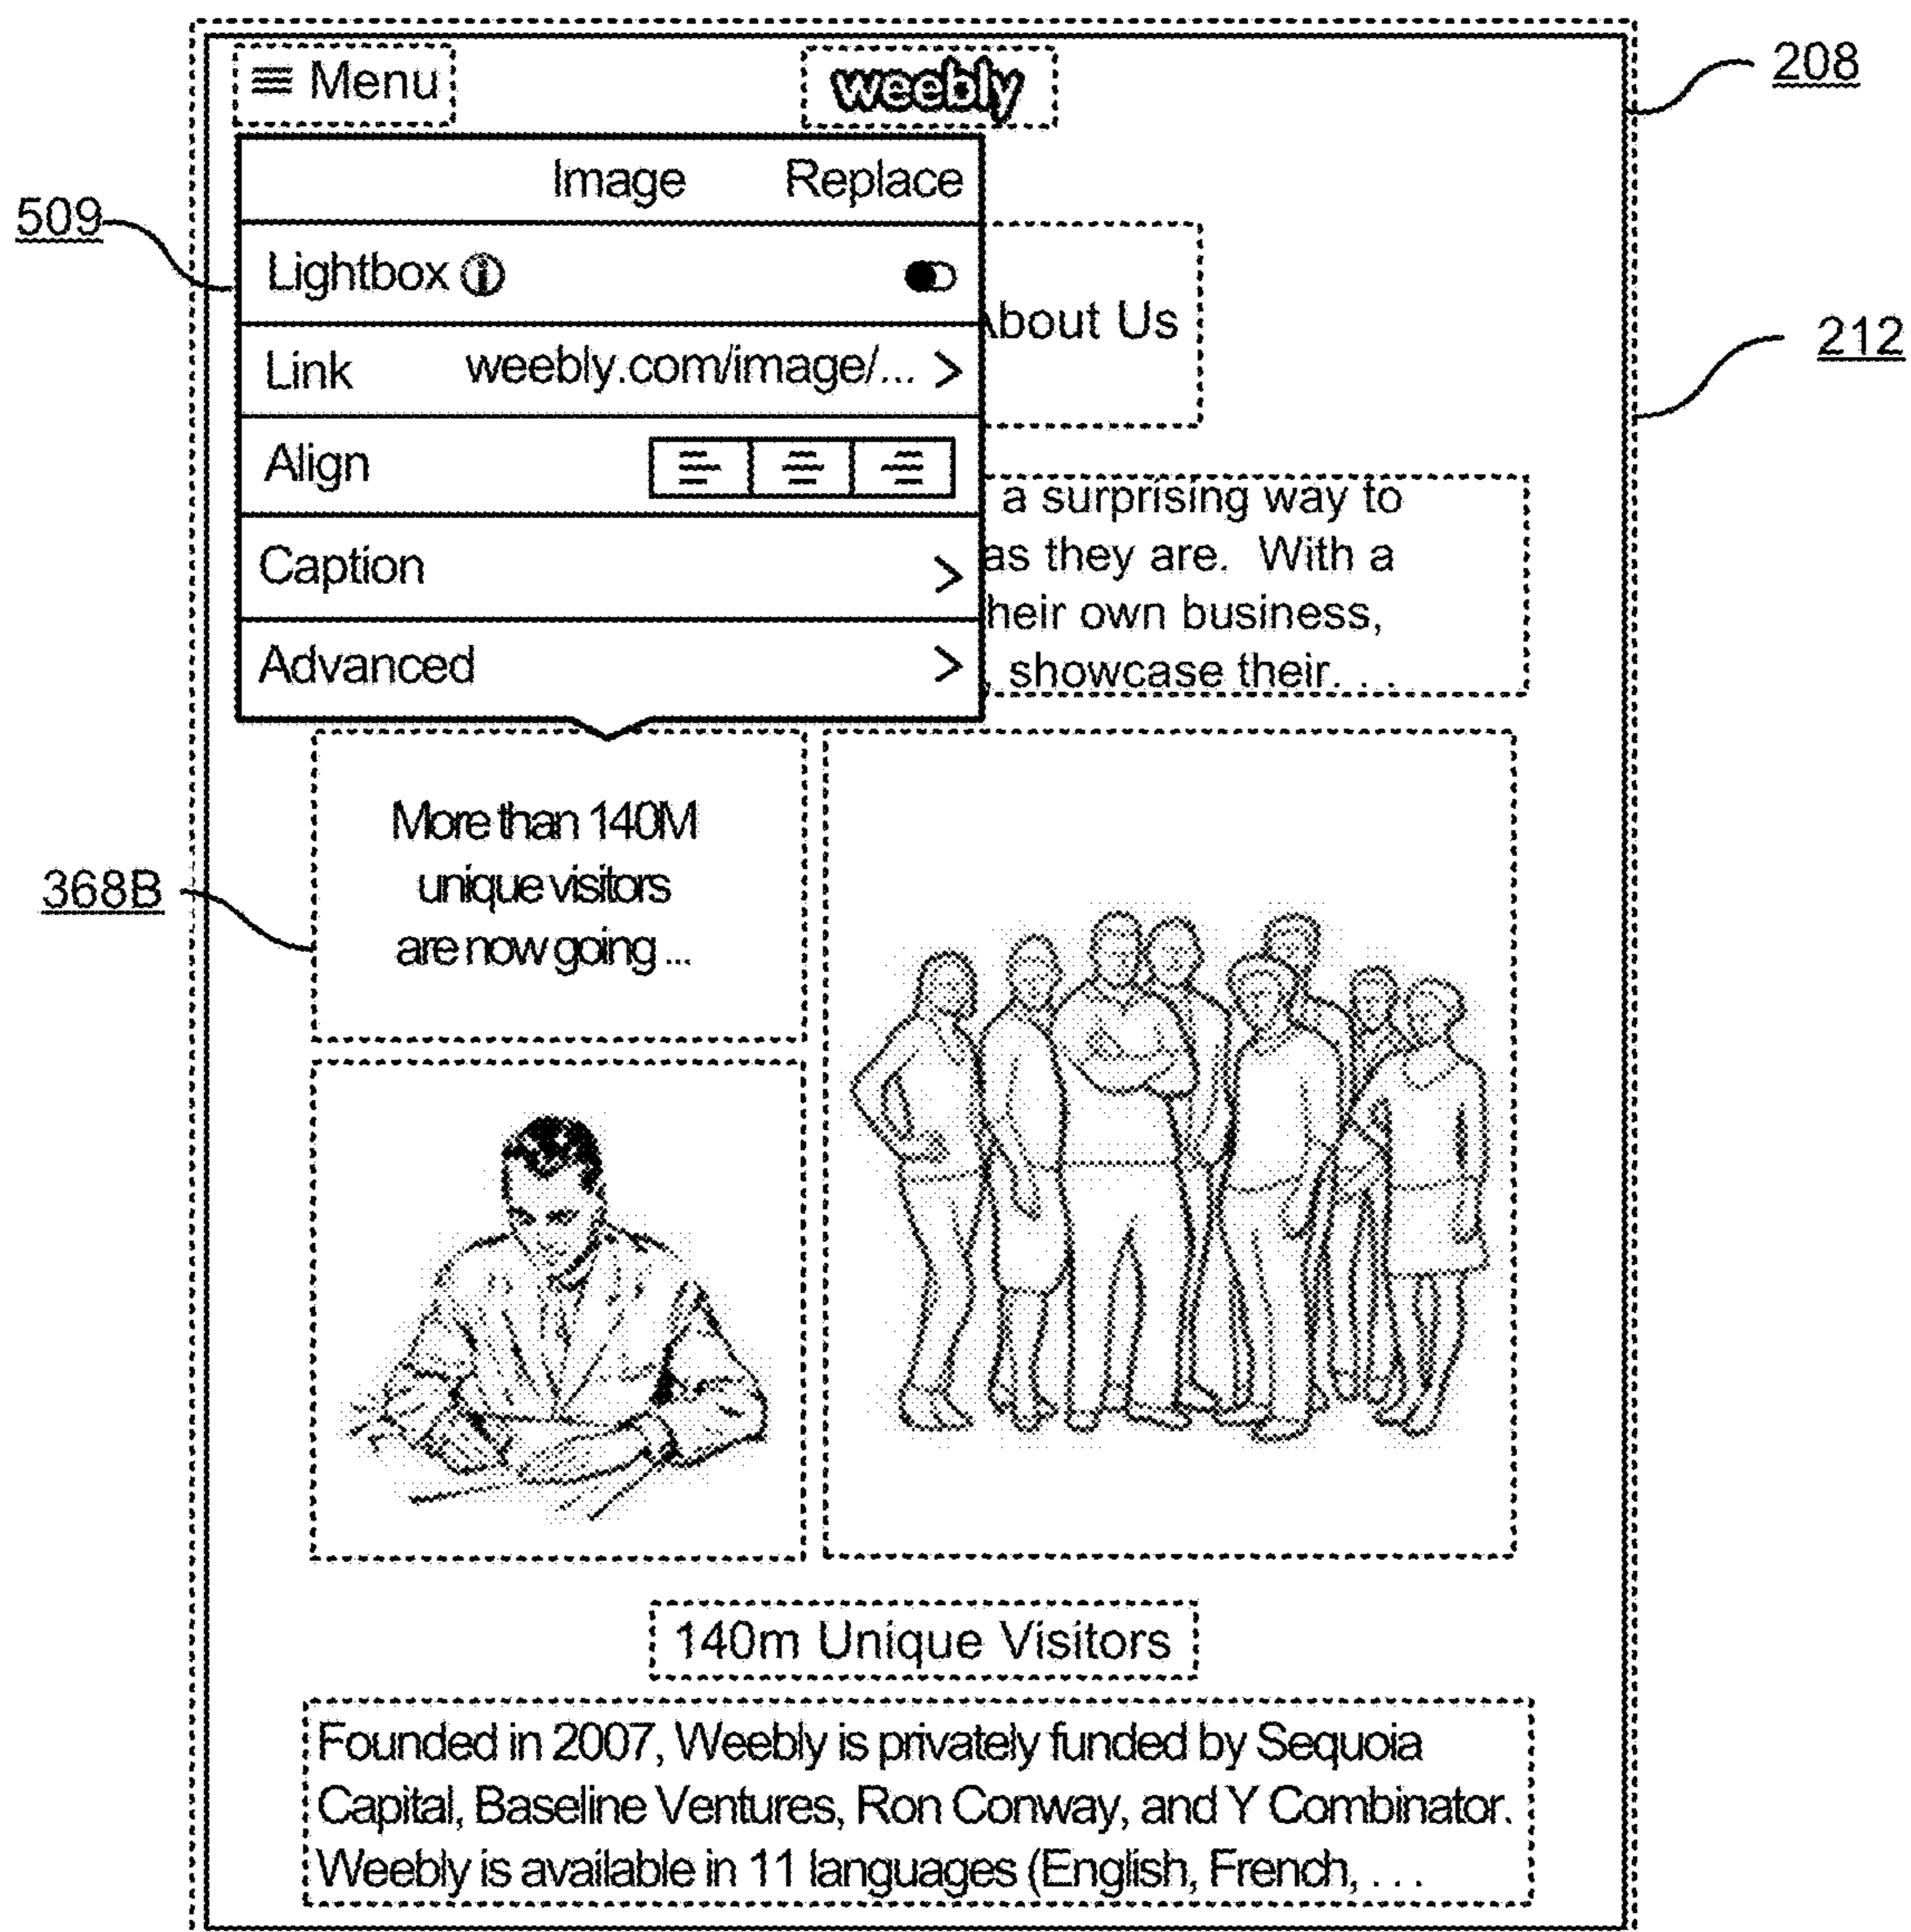 Menu
weebly
208
Image Replace
509
Lightbox
About Us
212
Link weebly.com/image/... >
Align
a surprising way to
Caption >
as they are. With a
heir own business,
Advanced >
, showcase their. . .
More than 140M
unique visitors
are now going ...
368B
140m Unique Visitors
Founded in 2007, Weebly is privately funded by Sequoia
Capital, Baseline Ventures, Ron Conway, and Y Combinator.
Weebly is available in 11 languages (English, French, . . .